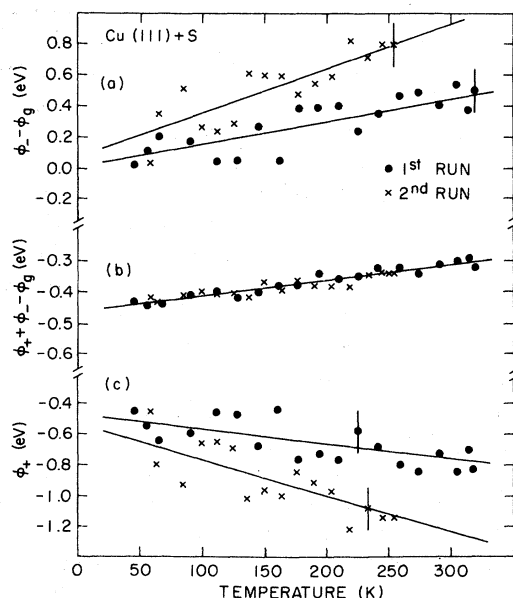 Cu (111) + S
(a)
φ₋ − φg (eV)
0.8
0.6
0.4
0.2
0.0
−0.2
● 1st RUN
× 2nd RUN
(b)
φ₊ + φ₋ − φg (eV)
−0.3
−0.4
−0.5
−0.6
(c)
φ₊ (eV)
−0.4
−0.6
−0.8
−1.0
−1.2
0 50 100 150 200 250 300
TEMPERATURE (K)